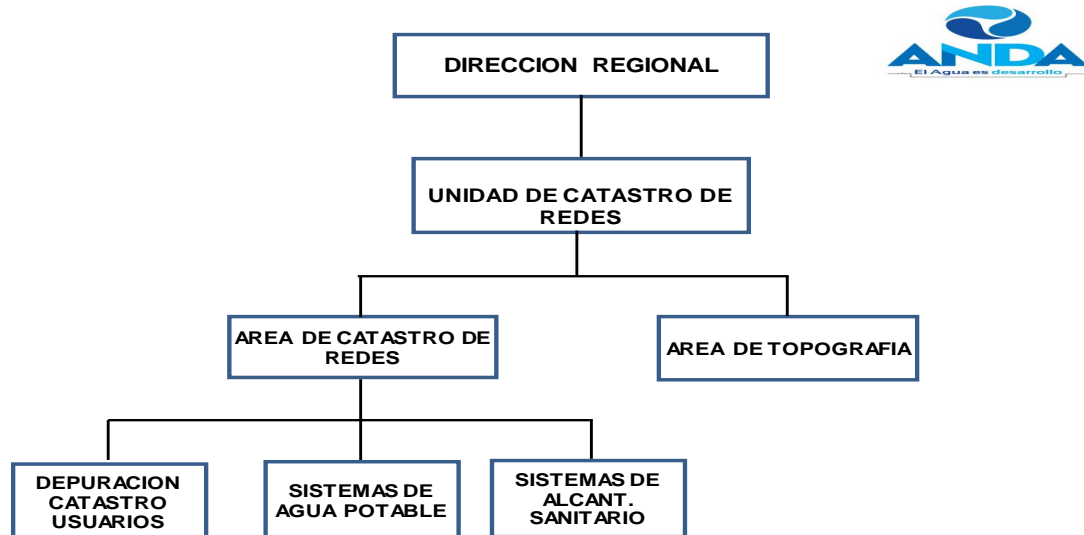 ANDA
El Agua es desarrollo
DIRECCION REGIONAL
UNIDAD DE CATASTRO DE
REDES
AREA DE CATASTRO DE
REDES
AREA DE TOPOGRAFIA
DEPURACION
CATASTRO
USUARIOS
SISTEMAS DE
AGUA POTABLE
SISTEMAS DE
ALCANT.
SANITARIO